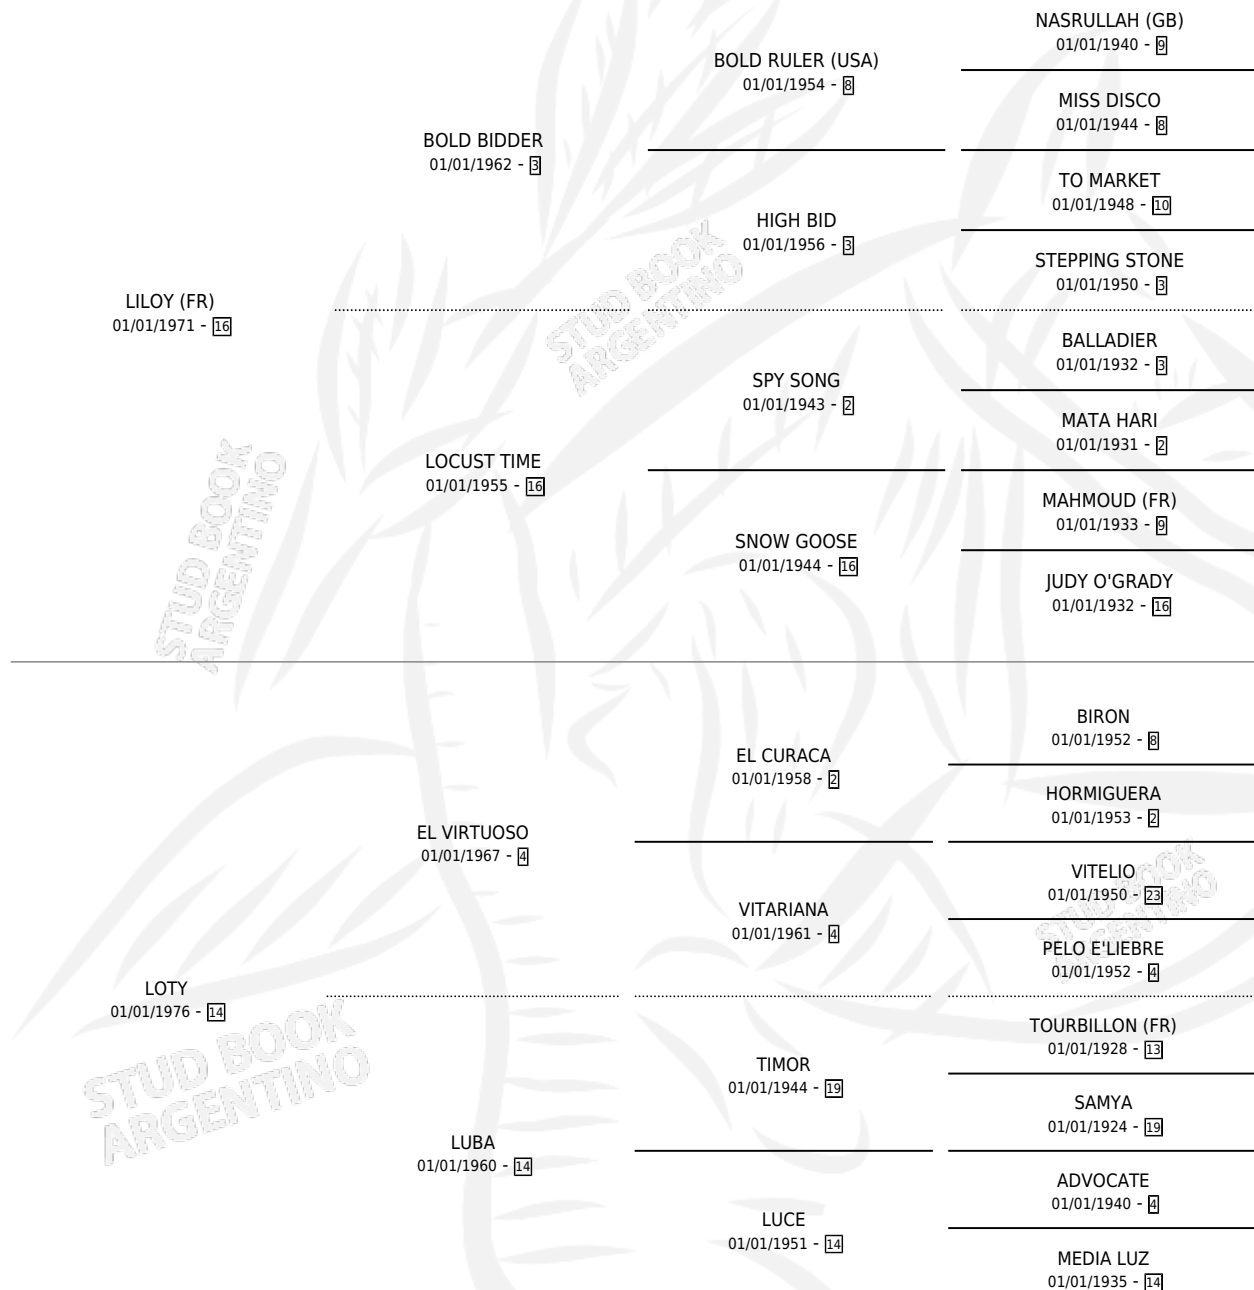 NASRULLAH (GB)
01/01/1940 - 9
BOLD RULER (USA)
01/01/1954 - 8
MISS DISCO
01/01/1944 - 8
BOLD BIDDER
01/01/1962 - 3
TO MARKET
01/01/1948 - 10
HIGH BID
01/01/1956 - 3
STEPPING STONE
01/01/1950 - 3
LILOY (FR)
01/01/1971 - 16
BALLADIER
01/01/1932 - 3
SPY SONG
01/01/1943 - 2
MATA HARI
01/01/1931 - 2
LOCUST TIME
01/01/1955 - 16
MAHMOUD (FR)
01/01/1933 - 9
SNOW GOOSE
01/01/1944 - 16
JUDY O'GRADY
01/01/1932 - 16
BIRON
01/01/1952 - 8
EL CURACA
01/01/1958 - 2
HORMIGUERA
01/01/1953 - 2
EL VIRTUOSO
01/01/1967 - 4
VITELIO
01/01/1950 - 23
VITARIANA
01/01/1961 - 4
PELO E'LIEBRE
01/01/1952 - 4
LOTY
01/01/1976 - 14
TOURBILLON (FR)
01/01/1928 - 13
TIMOR
01/01/1944 - 19
SAMYA
01/01/1924 - 19
LUBA
01/01/1960 - 14
ADVOCATE
01/01/1940 - 4
LUCE
01/01/1951 - 14
MEDIA LUZ
01/01/1935 - 14
STUD BOOK
ARGENTINO
STUD BOOK
ARGENTINO
STUD BOOK
ARGENTINO
STUD BOOK
ARGENTINO